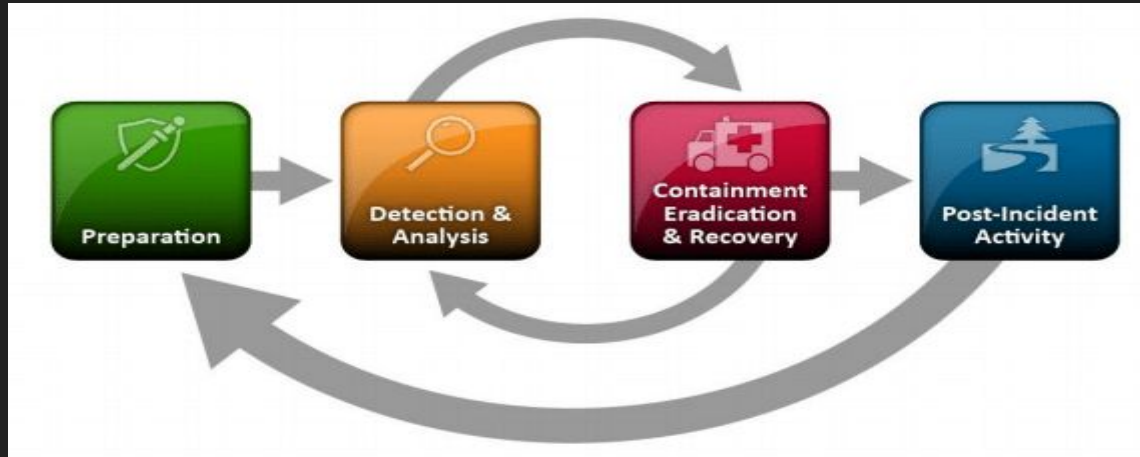 Preparation
Detection &
Analysis
Containment
Eradication
& Recovery
Post-Incident
Activity